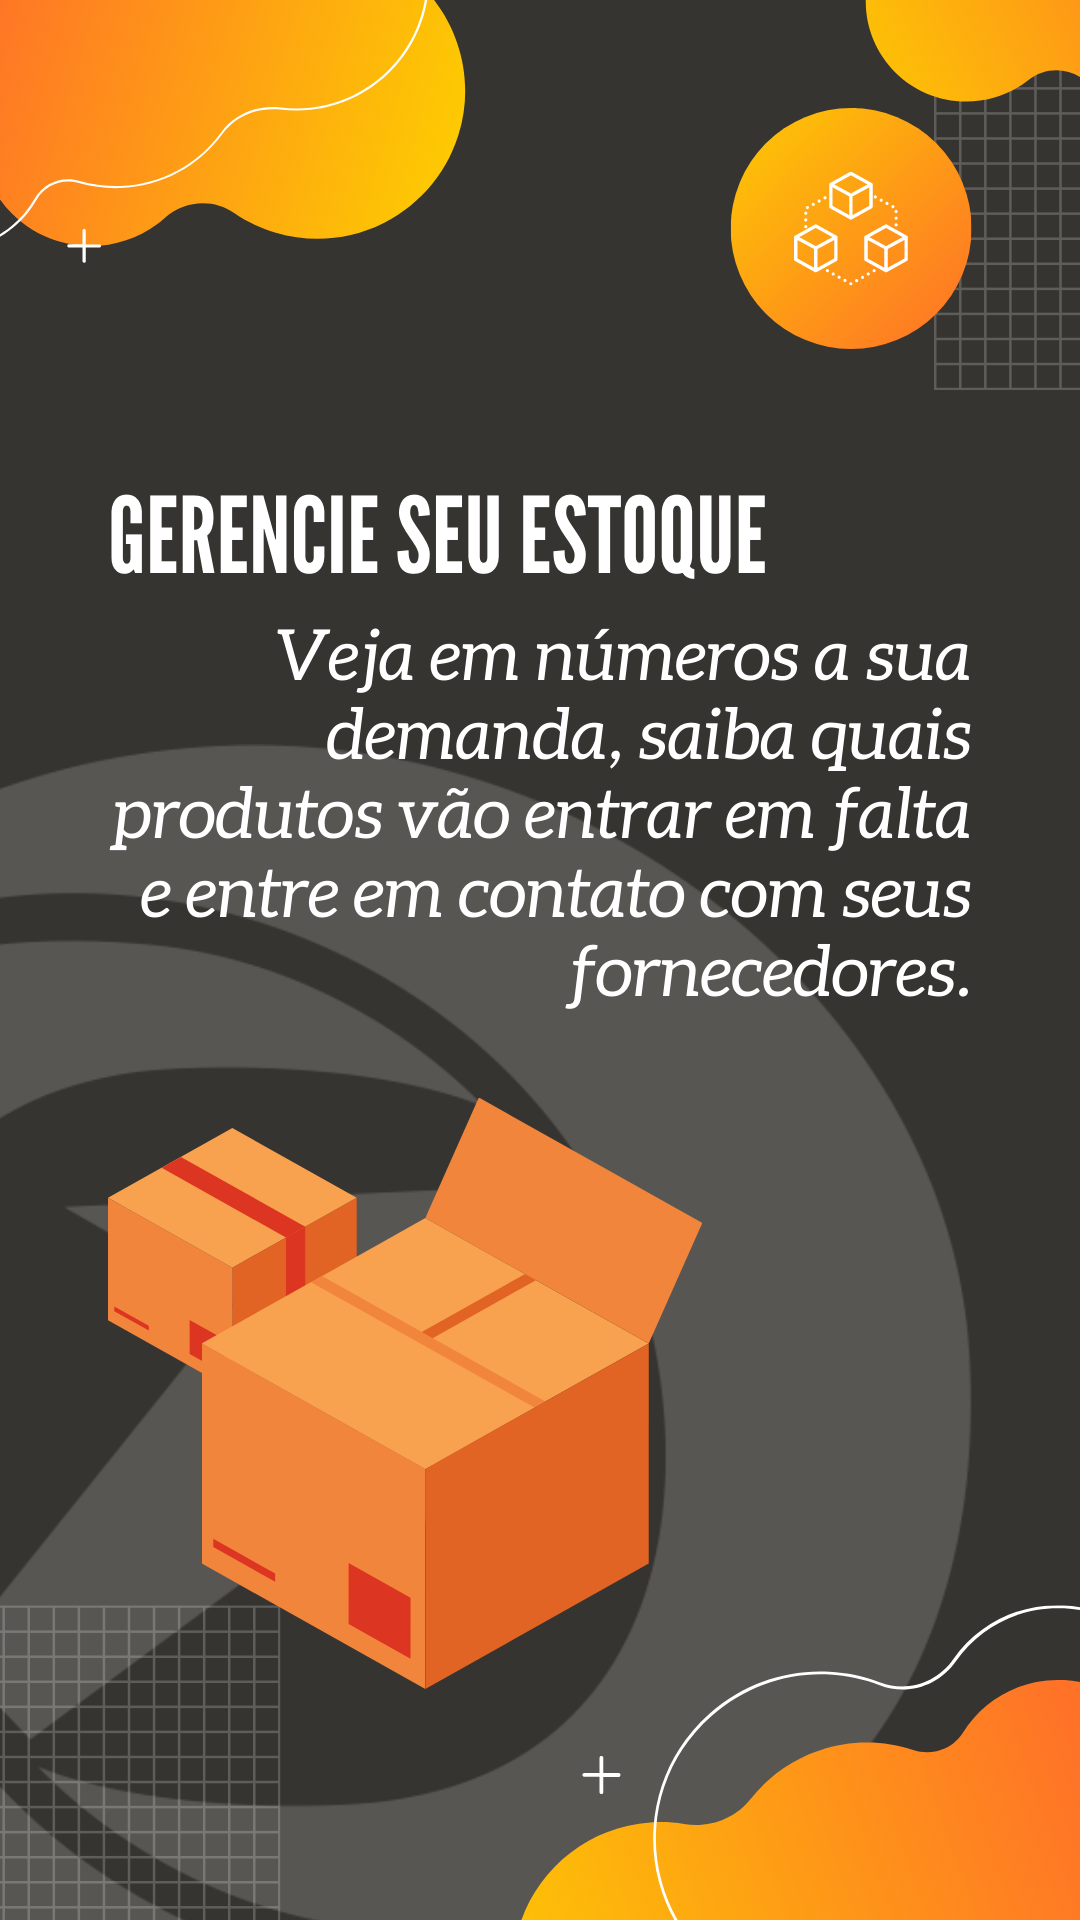 GERENCIE SEU ESTOQUE
Veja em números a sua
demanda, saiba quais
produtos vão entrar em falta
e entre em contato com seus
fornecedores.